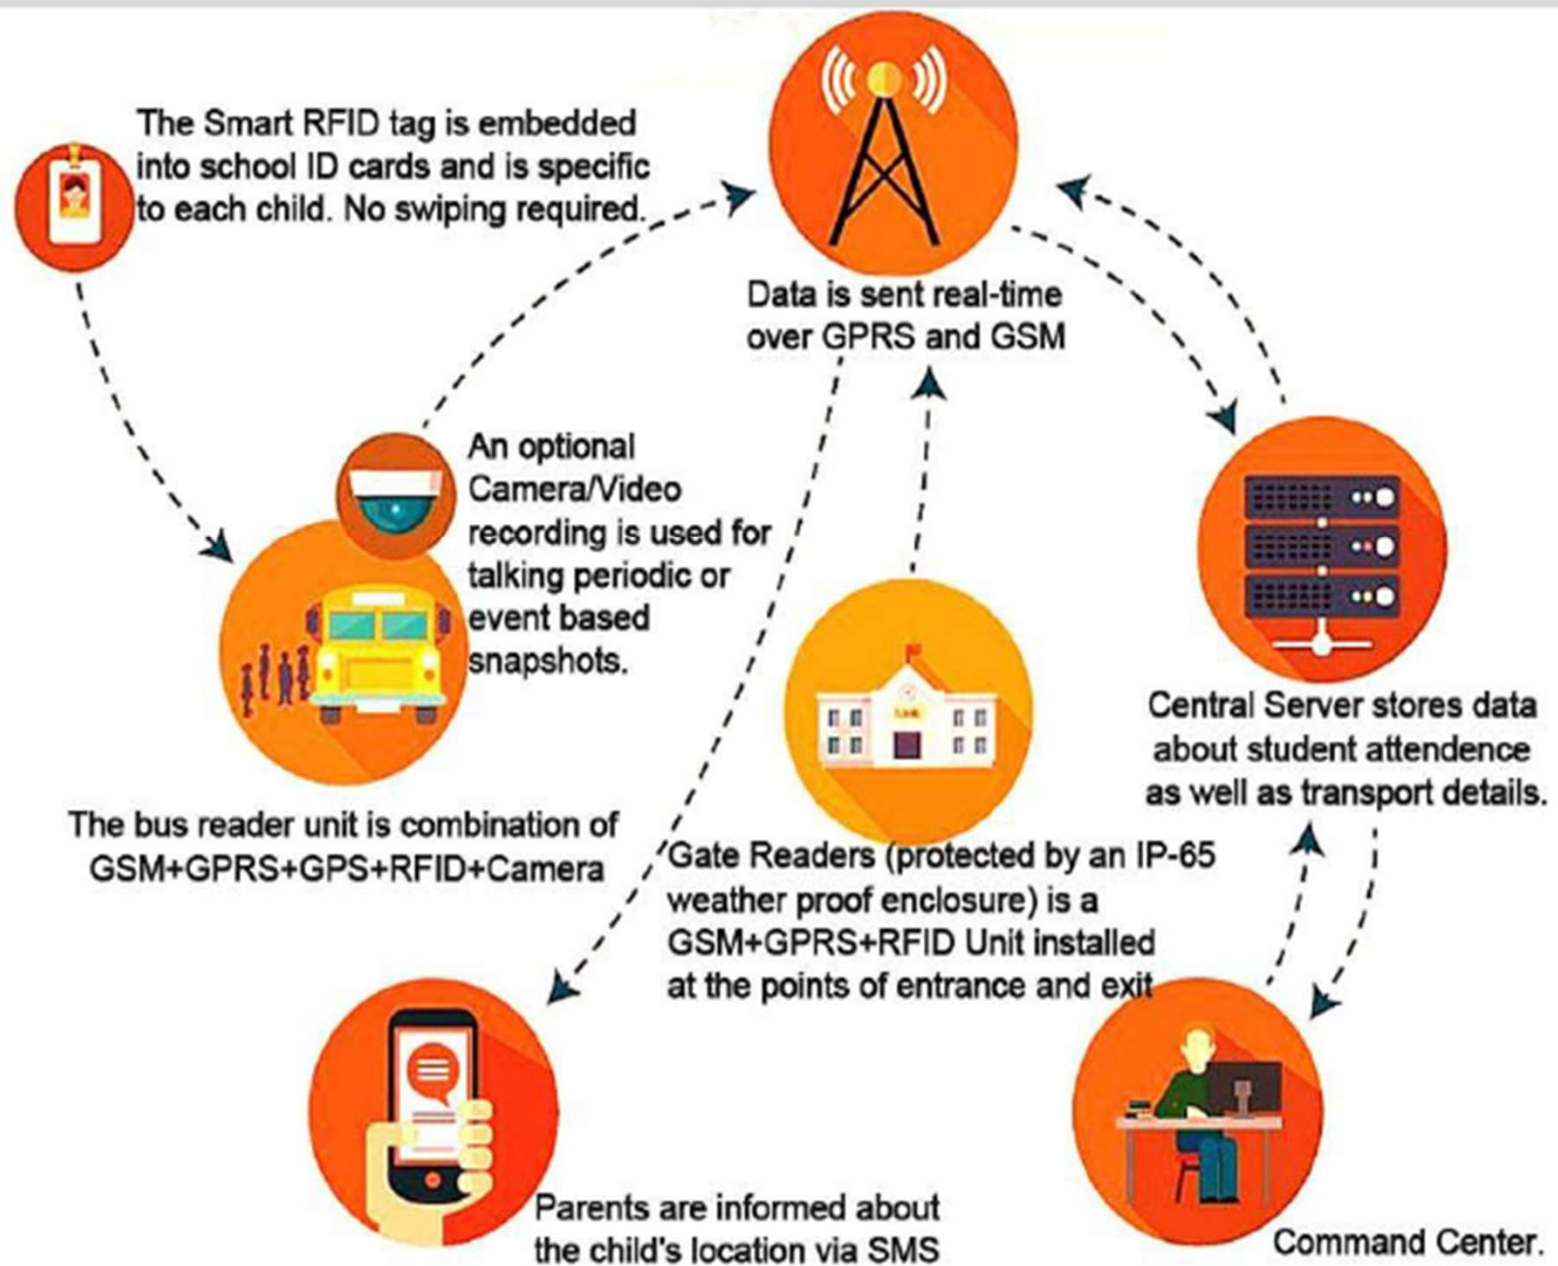 The Smart RFID tag is embedded
into school ID cards and is specific
to each child. No swiping required.
Data is sent real-time
over GPRS and GSM
An optional
Camera/Video
recording is used for
talking periodic or
event based
snapshots.
The bus reader unit is combination of
GSM+GPRS+GPS+RFID+Camera
Gate Readers (protected by an IP-65
weather proof enclosure) is a
GSM+GPRS+RFID Unit installed
at the points of entrance and exit
Central Server stores data
about student attendence
as well as transport details.
Parents are informed about
the child's location via SMS
Command Center.